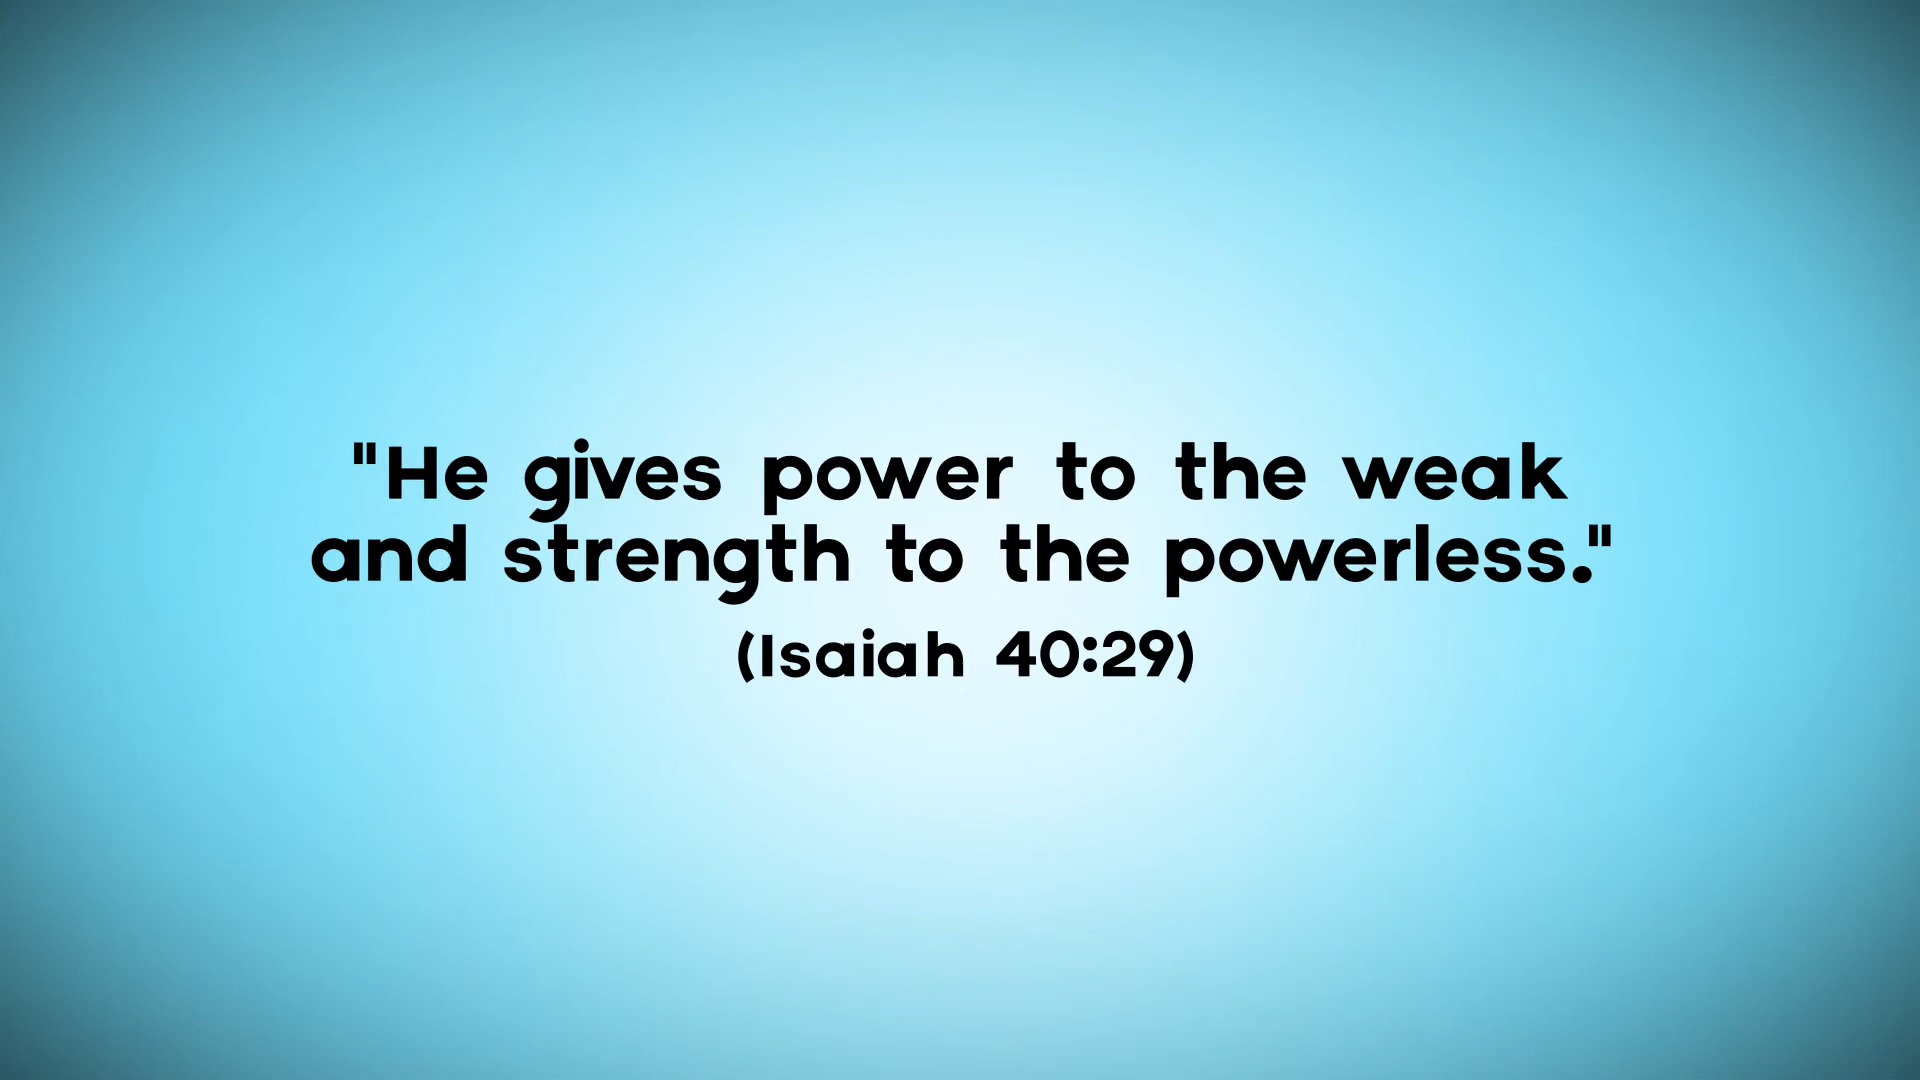 "He gives power to the weak
and strength to the powerless."
(Isaiah 40:29)